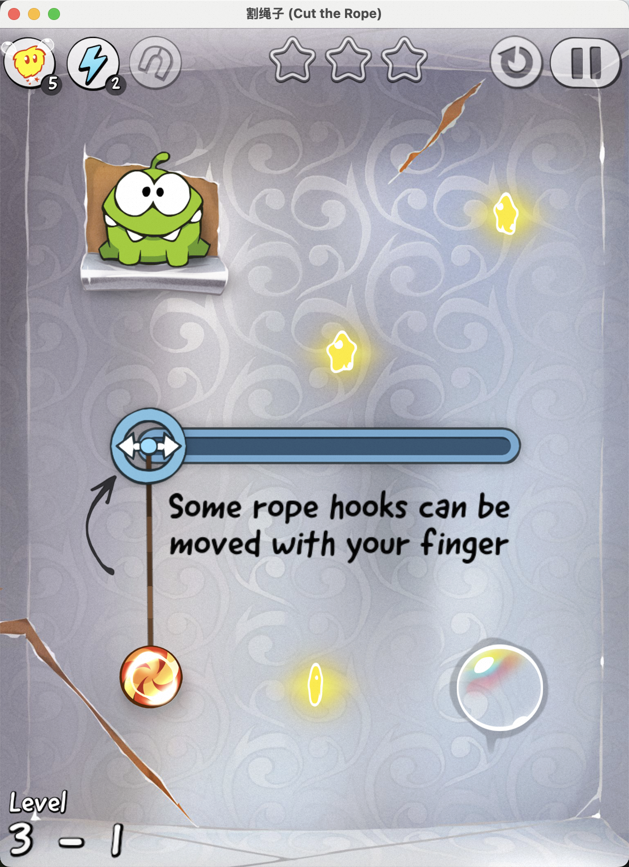 割绳子 (Cut the Rope)
5
2
Some rope hooks can be
moved with your finger
Level
3 - 1